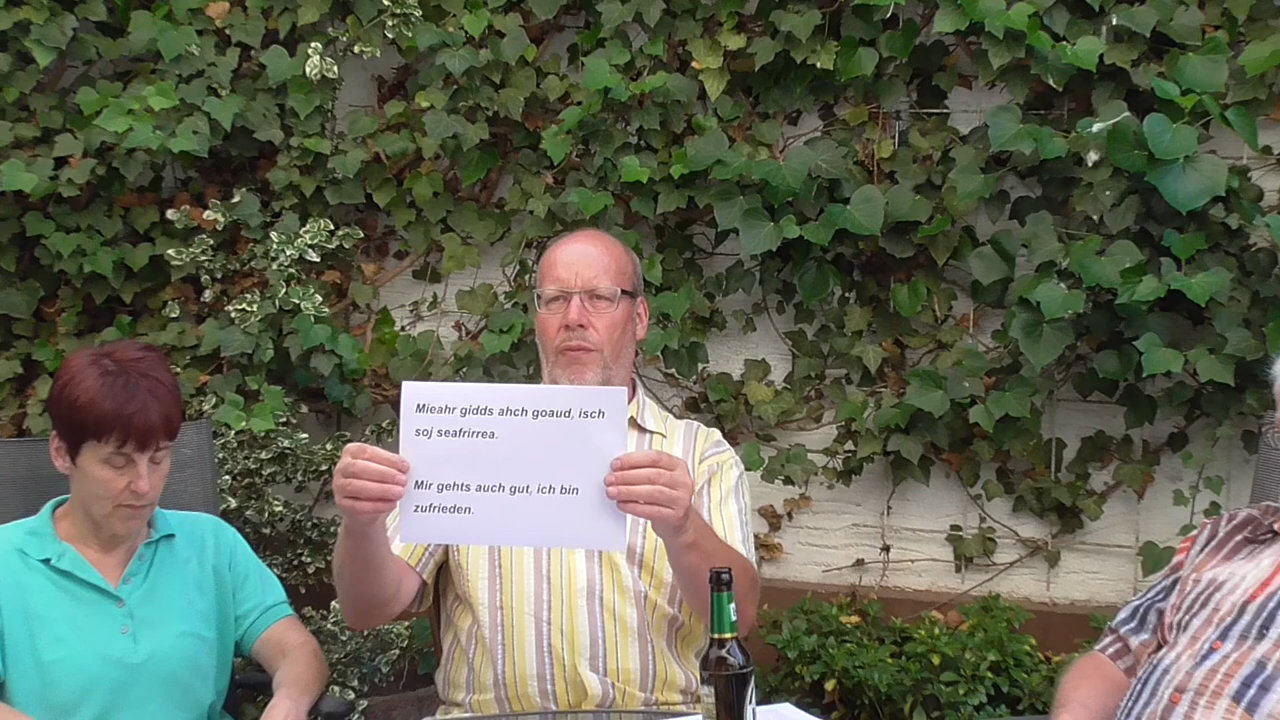 Mieahr gidds ahch goaud, isch
soj seafrirrea.
Mir gehts auch gut, ich bin
zufrieden.